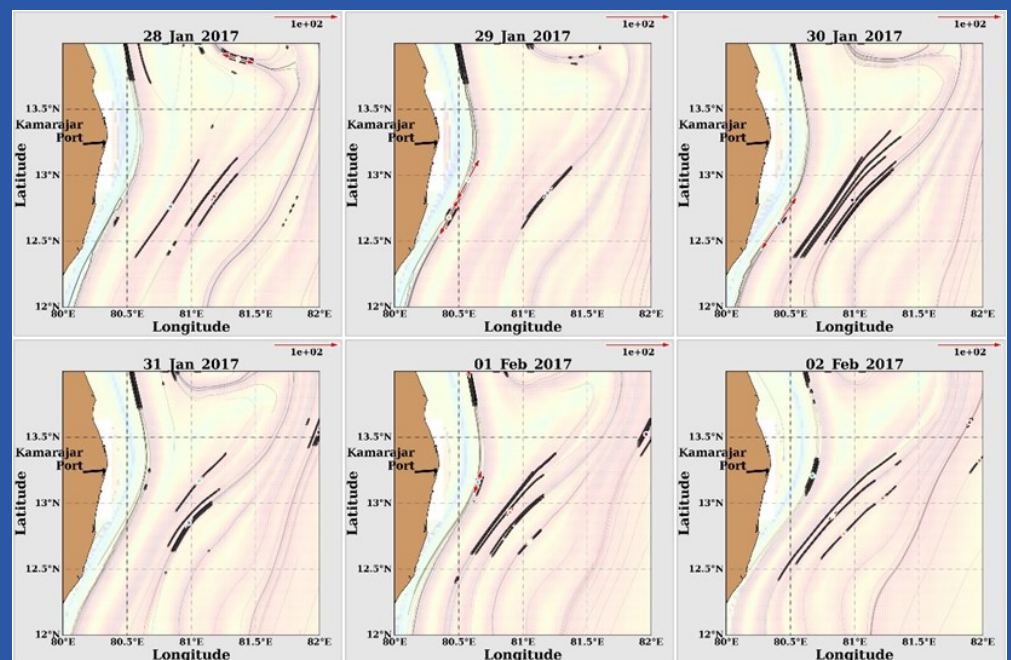 1e+02
28_Jan_2017
13.5°N
Kamarajar
Port
13°N
12.5°N
12°N
80°E 80.5°E 81°E 81.5°E 82°E
Latitude
Longitude
1e+02
29_Jan_2017
13.5°N
Kamarajar
Port
13°N
12.5°N
12°N
80°E 80.5°E 81°E 81.5°E 82°E
Latitude
Longitude
1e+02
30_Jan_2017
13.5°N
Kamarajar
Port
13°N
12.5°N
12°N
80°E 80.5°E 81°E 81.5°E 82°E
Latitude
Longitude
1e+02
31_Jan_2017
13.5°N
Kamarajar
Port
13°N
12.5°N
12°N
80°E 80.5°E 81°E 81.5°E 82°E
Latitude
Longitude
1e+02
01_Feb_2017
13.5°N
Kamarajar
Port
13°N
12.5°N
12°N
80°E 80.5°E 81°E 81.5°E 82°E
Latitude
Longitude
1e+02
02_Feb_2017
13.5°N
Kamarajar
Port
13°N
12.5°N
12°N
80°E 80.5°E 81°E 81.5°E 82°E
Latitude
Longitude